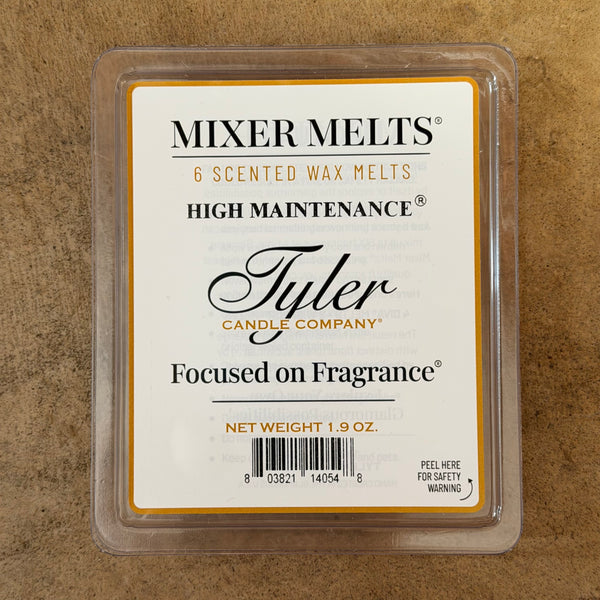 MIXER MELTS®
6 SCENTED WAX MELTS
HIGH MAINTENANCE®
Tyler
CANDLE COMPANY®
Focused on Fragrance®
NET WEIGHT 1.9 OZ.
8 03821 14054 8
PEEL HERE
FOR SAFETY
WARNING